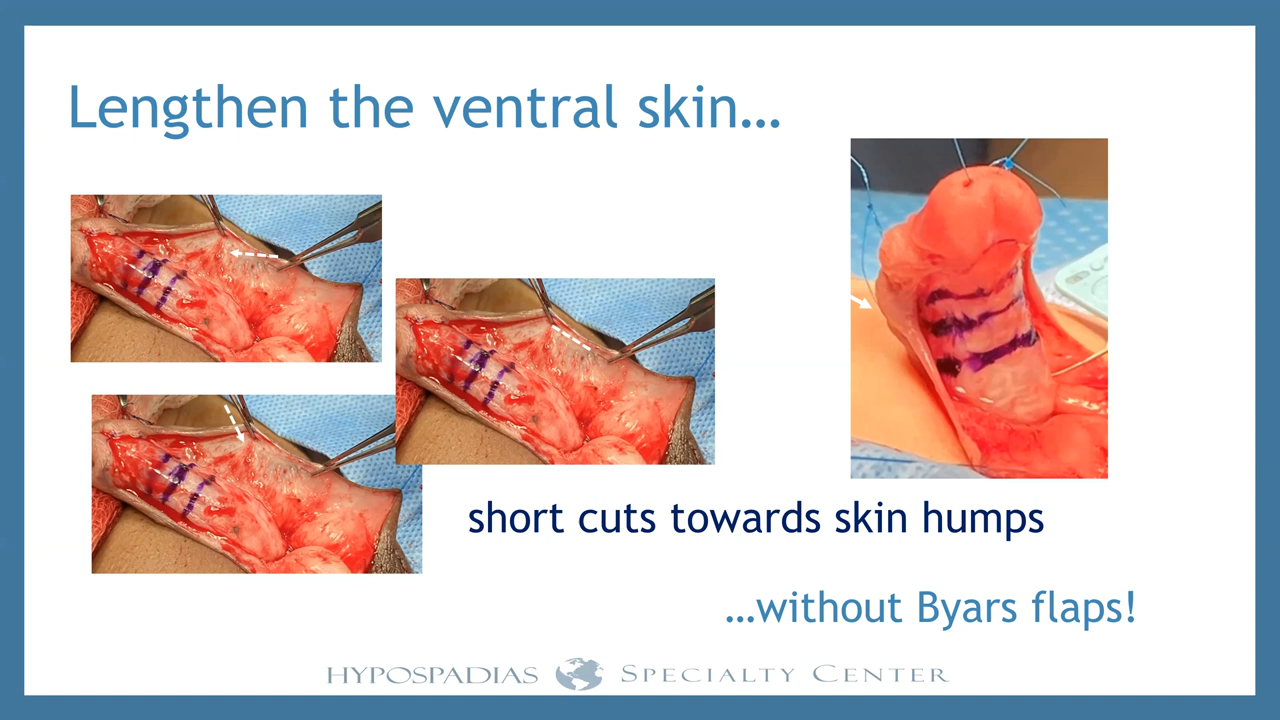 Lengthen the ventral skin…
short cuts towards skin humps
…without Byars flaps!
HYPOSPADIAS SPECIALTY CENTER